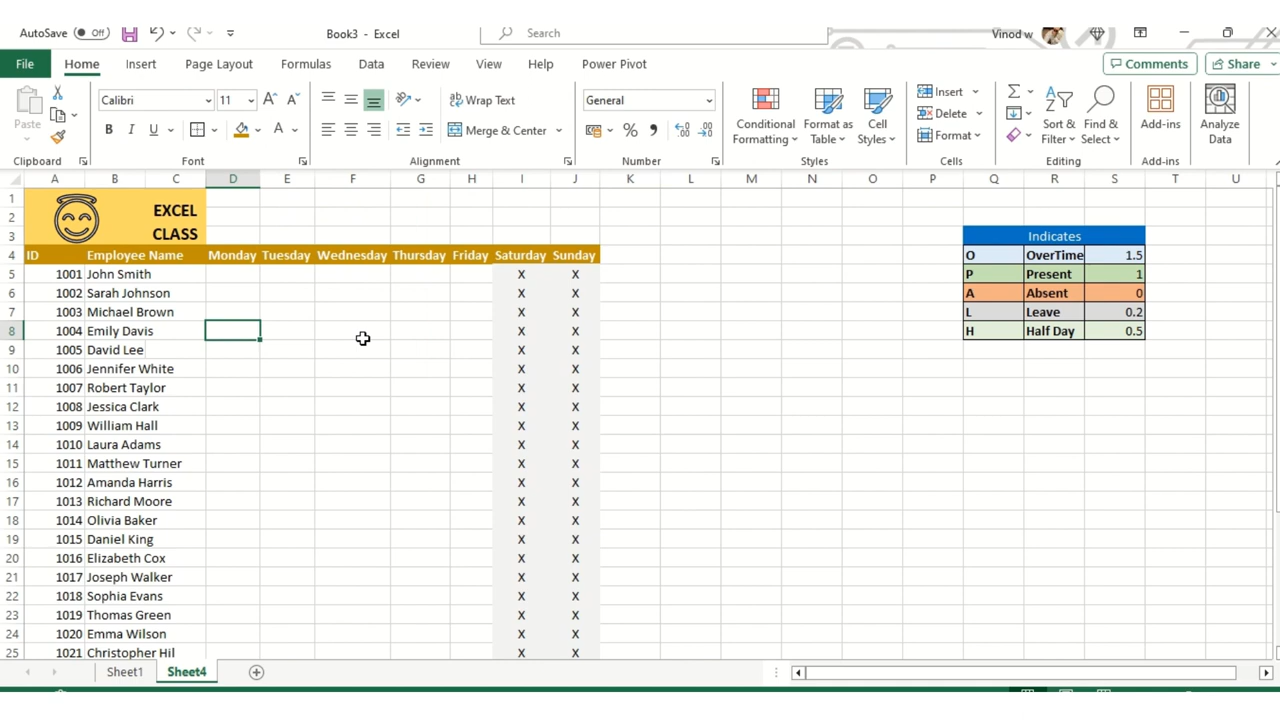 AutoSave Off Book3 - Excel Search Vinod w
File Home Insert Page Layout Formulas Data Review View Help Power Pivot Comments Share
Calibri 11 A A ab Wrap Text General Insert
Paste Conditional Format as Cell Delete Sort & Find & Add-ins Analyze
B I U A Merge & Center % , Formatting Table Styles Format Filter Select Data
Clipboard Font Alignment Number Styles Cells Editing Add-ins
A B C D E F G H I J K L M N O P Q R S T U
1
2 EXCEL
3 CLASS Indicates
4 ID Employee Name Monday Tuesday Wednesday Thursday Friday Saturday Sunday O OverTime 1.5
5 1001 John Smith X X P Present 1
6 1002 Sarah Johnson X X A Absent 0
7 1003 Michael Brown X X L Leave 0.2
8 1004 Emily Davis X X H Half Day 0.5
9 1005 David Lee X X
10 1006 Jennifer White X X
11 1007 Robert Taylor X X
12 1008 Jessica Clark X X
13 1009 William Hall X X
14 1010 Laura Adams X X
15 1011 Matthew Turner X X
16 1012 Amanda Harris X X
17 1013 Richard Moore X X
18 1014 Olivia Baker X X
19 1015 Daniel King X X
20 1016 Elizabeth Cox X X
21 1017 Joseph Walker X X
22 1018 Sophia Evans X X
23 1019 Thomas Green X X
24 1020 Emma Wilson X X
25 1021 Christopher Hil X X
Sheet1 Sheet4